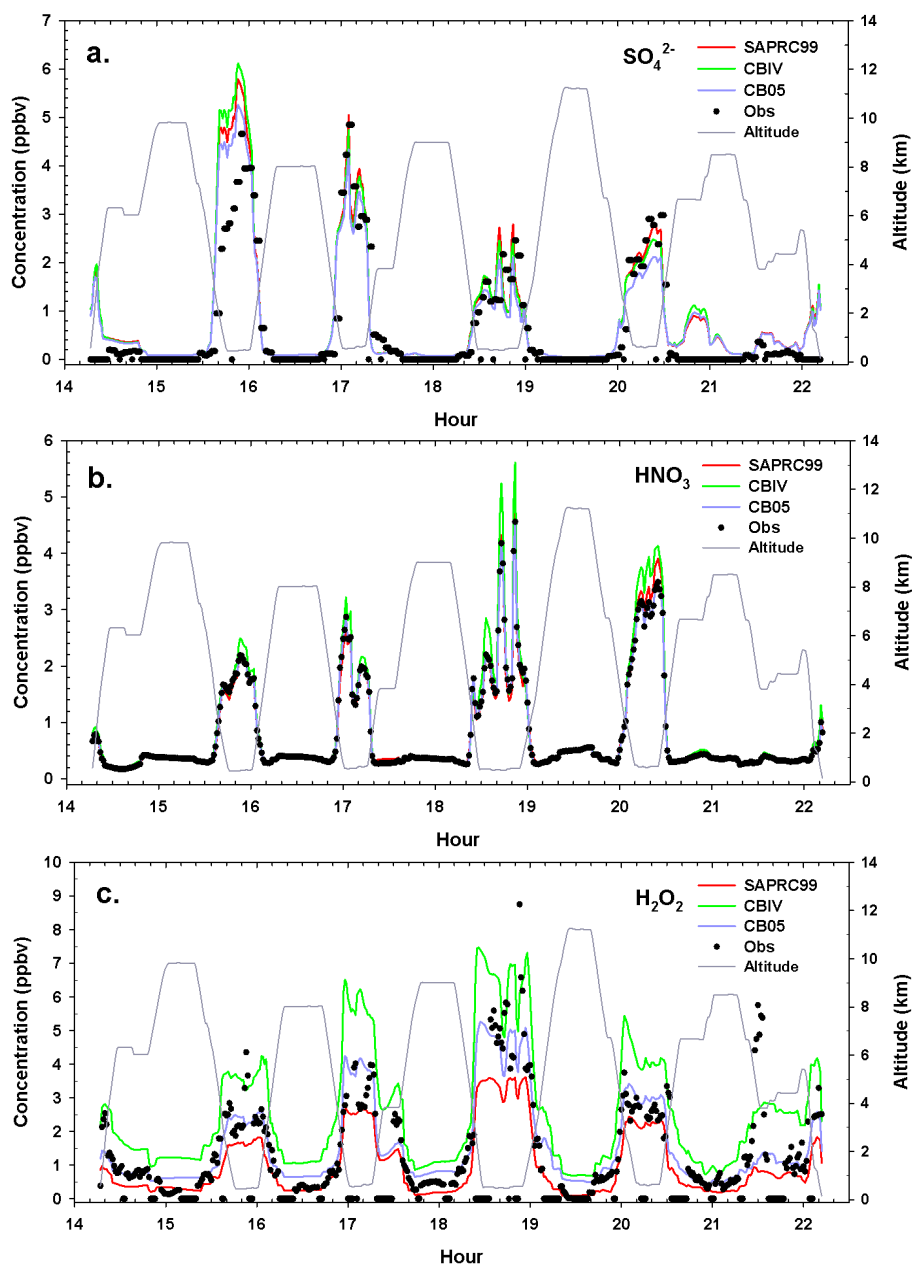 a.
SO₄²⁻
SAPRC99
CBIV
CB05
Obs
Altitude
Concentration (ppbv)
7
6
5
4
3
2
1
0
Altitude (km)
14
12
10
8
6
4
2
0
14 15 16 17 18 19 20 21 22
Hour
b.
HNO₃
SAPRC99
CBIV
CB05
Obs
Altitude
Concentration (ppbv)
6
5
4
3
2
1
0
Altitude (km)
14
12
10
8
6
4
2
0
14 15 16 17 18 19 20 21 22
Hour
c.
H₂O₂
SAPRC99
CBIV
CB05
Obs
Altitude
Concentration (ppbv)
10
9
8
7
6
5
4
3
2
1
0
Altitude (km)
14
12
10
8
6
4
2
0
14 15 16 17 18 19 20 21 22
Hour